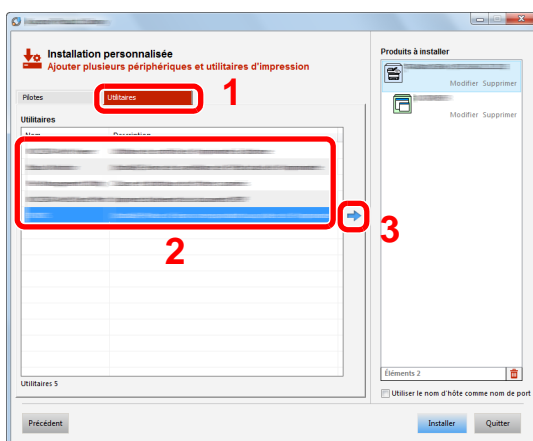 Installation personnalisée
Ajouter plusieurs périphériques et utilitaires d'impression
Produits à installer
Modifier Supprimer
Modifier Supprimer
Pilotes
Utilitaires
1
Utilitaires
Nom Description
2
3
Utilitaires 5
Éléments 2
Utiliser le nom d'hôte comme nom de port
Précédent
Installer
Quitter